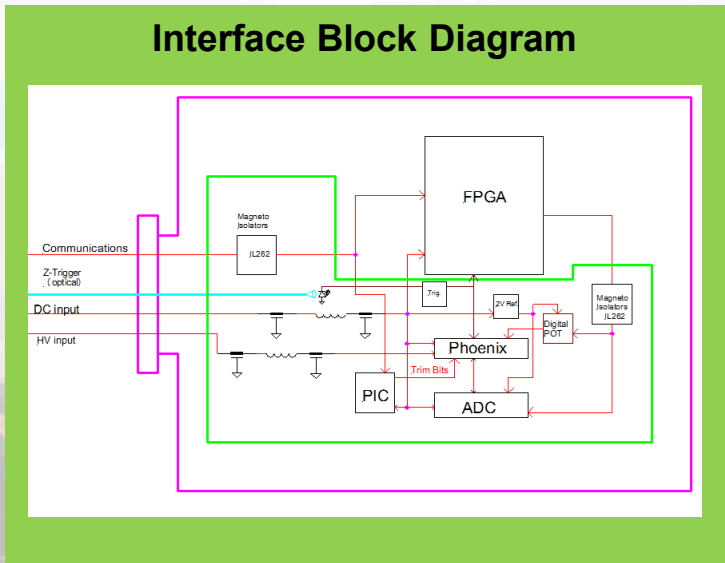 Interface Block Diagram
FPGA
Magneto
Isolators
JL262
Communications
Z-Trigger
(optical)
Trig.
2V Ref.
Magneto
Isolators
JL262
DC input
Digital
POT
HV input
Phoenix
Trim Bits
PIC
ADC